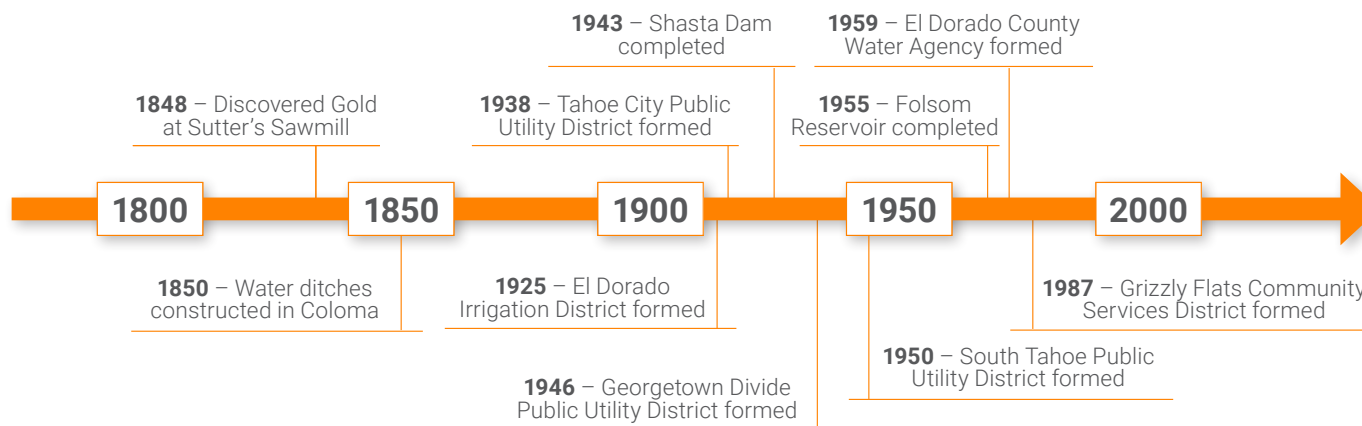 1943 – Shasta Dam
completed
1959 – El Dorado County
Water Agency formed
1848 – Discovered Gold
at Sutter's Sawmill
1938 – Tahoe City Public
Utility District formed
1955 – Folsom
Reservoir completed
1800
1850
1900
1950
2000
1850 – Water ditches
constructed in Coloma
1925 – El Dorado
Irrigation District formed
1987 – Grizzly Flats Community
Services District formed
1946 – Georgetown Divide
Public Utility District formed
1950 – South Tahoe Public
Utility District formed